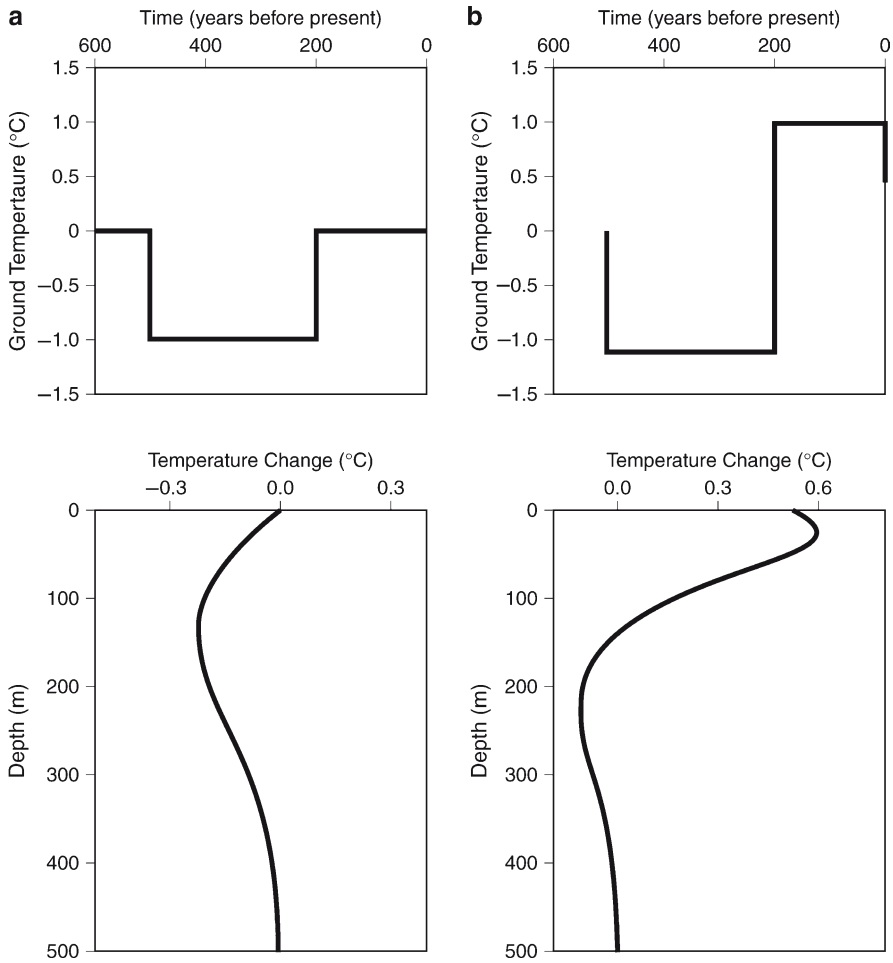 a
Time (years before present)
600 400 200 0
1.5
1.0
0.5
0
−0.5
−1.0
−1.5
Ground Tempertaure (°C)
b
Time (years before present)
600 400 200 0
1.5
1.0
0.5
0
−0.5
−1.0
−1.5
Ground Tempertaure (°C)
Temperature Change (°C)
−0.3 0.0 0.3
0
100
200
300
400
500
Depth (m)
Temperature Change (°C)
0.0 0.3 0.6
0
100
200
300
400
500
Depth (m)